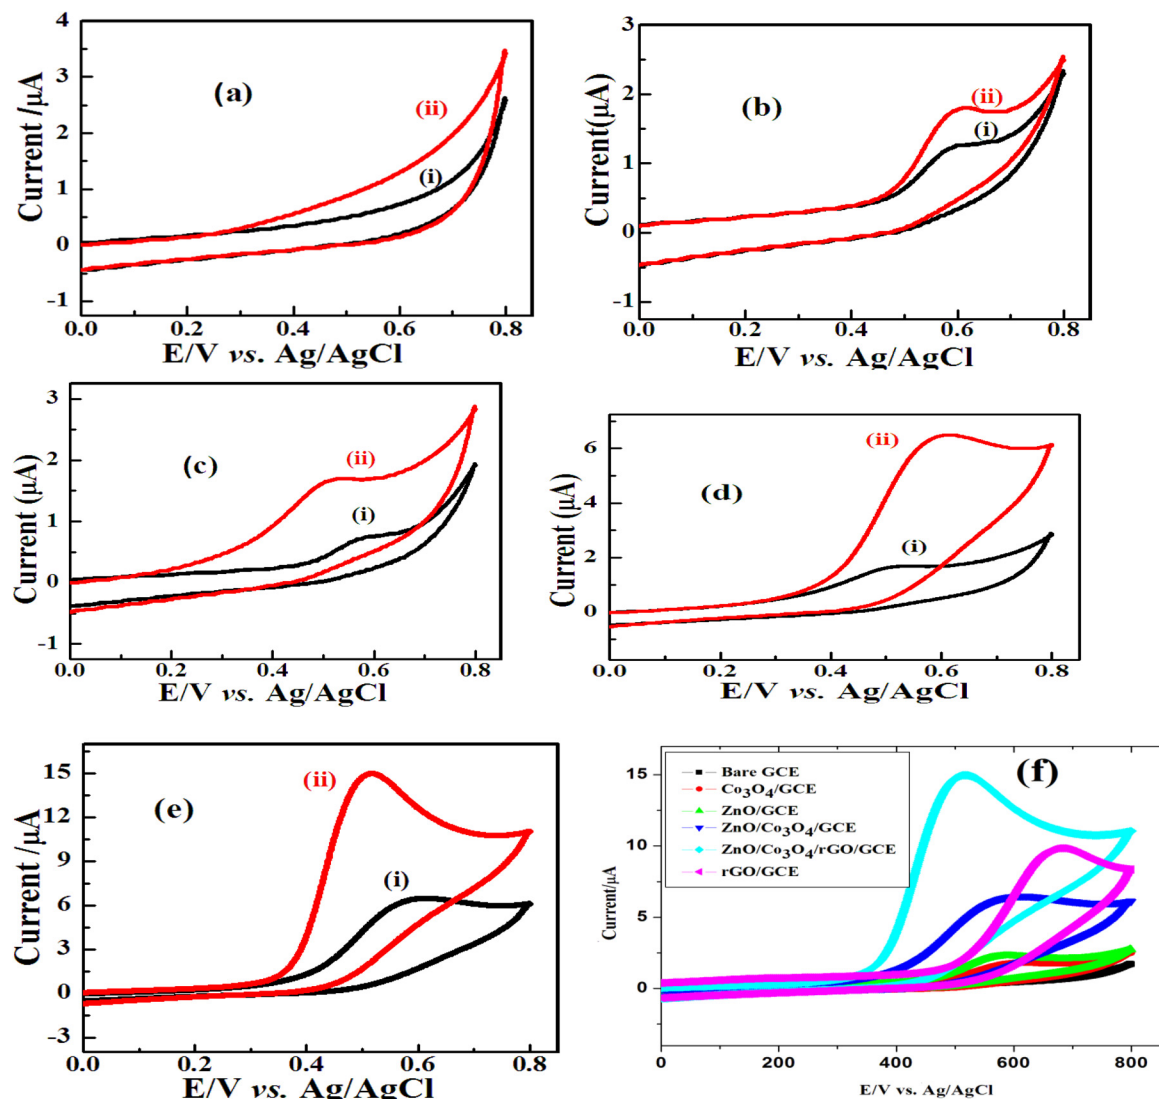 (a)
(ii)
(i)
Current /µA
4
3
2
1
0
-1
0.0 0.2 0.4 0.6 0.8
E/V vs. Ag/AgCl
(b)
(ii)
(i)
Current(µA)
3
2
1
0
-1
0.0 0.2 0.4 0.6 0.8
E/V vs. Ag/AgCl
(c)
(ii)
(i)
Current (µA)
3
2
1
0
-1
0.0 0.2 0.4 0.6 0.8
E/V vs. Ag/AgCl
(d)
(ii)
(i)
Current (µA)
6
4
2
0
0.0 0.2 0.4 0.6 0.8
E/V vs. Ag/AgCl
(e)
(ii)
(i)
Current /µA
15
12
9
6
3
0
-3
0.0 0.2 0.4 0.6 0.8
E/V vs. Ag/AgCl
(f)
Bare GCE
Co3O4/GCE
ZnO/GCE
ZnO/Co3O4/GCE
ZnO/Co3O4/rGO/GCE
rGO/GCE
Current/µA
15
10
5
0
0 200 400 600 800
E/V vs. Ag/AgCl